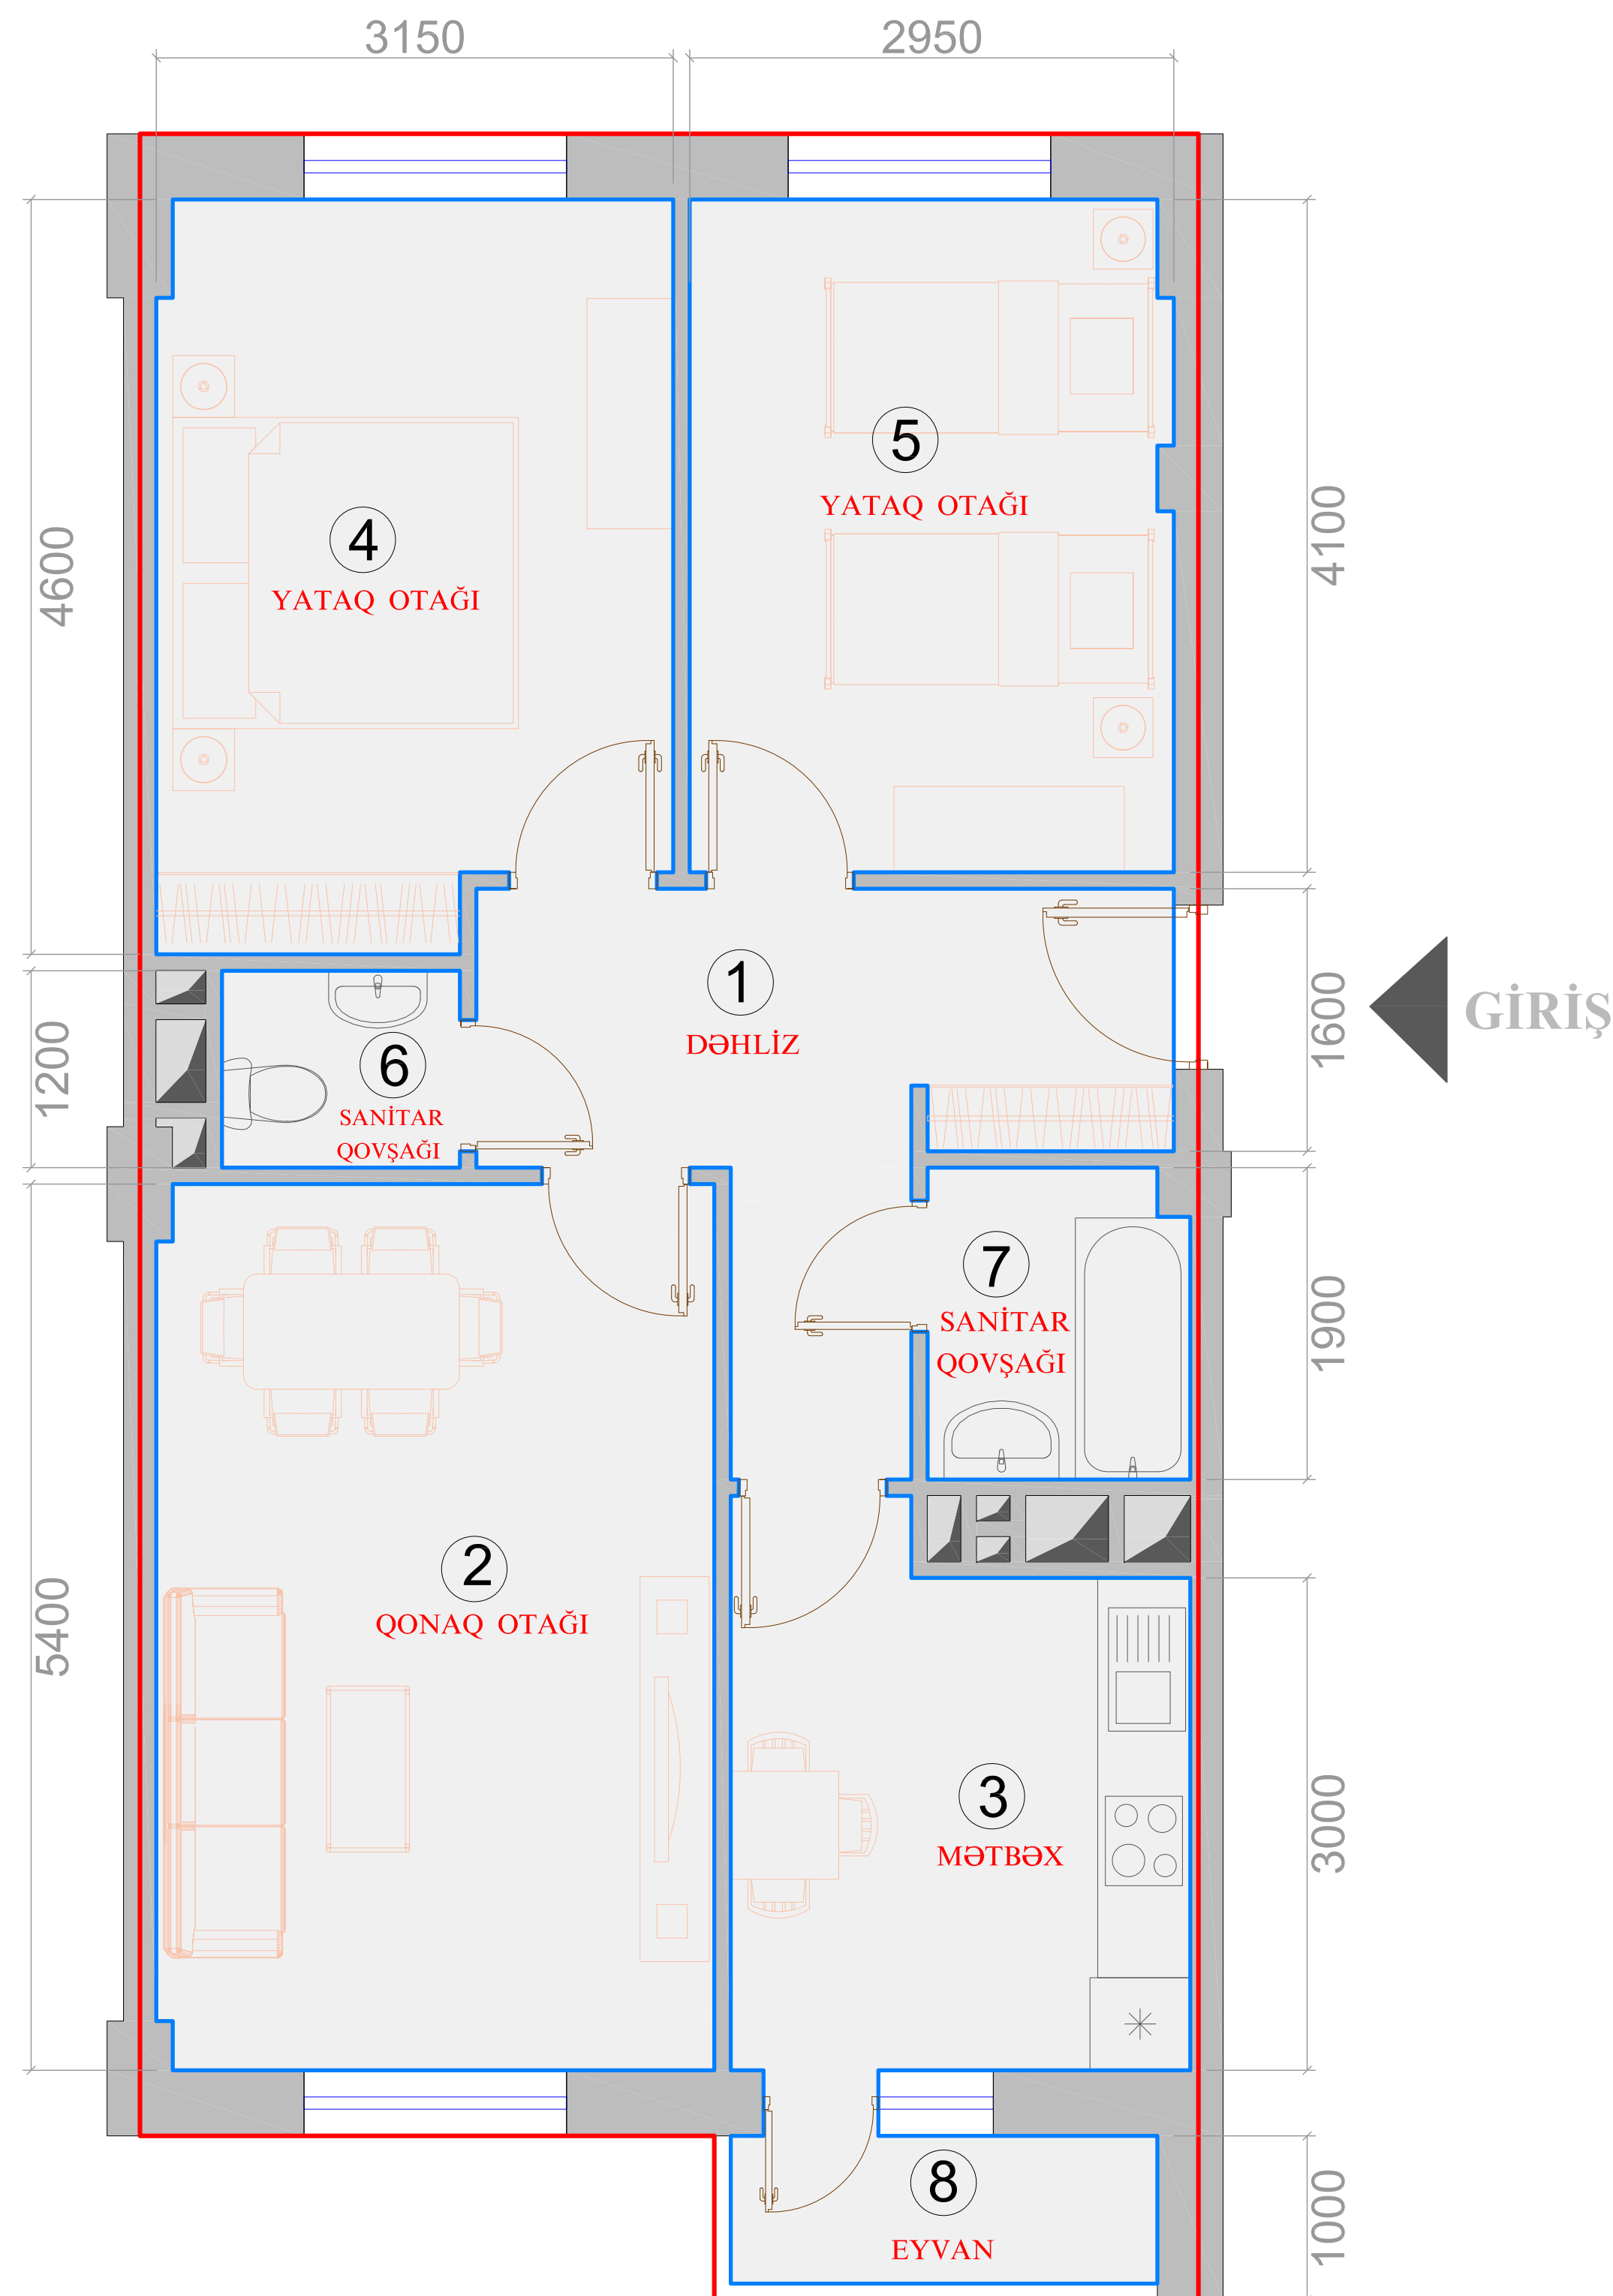 3150
2950
5
YATAQ OTAĞI
4100
4600
4
YATAQ OTAĞI
1
DƏHLİZ
1600
GİRİŞ
1200
6
SANİTAR
QOVŞAĞI
7
SANİTAR
QOVŞAĞI
1900
2
QONAQ OTAĞI
5400
3
MƏTBƏX
3000
8
EYVAN
1000